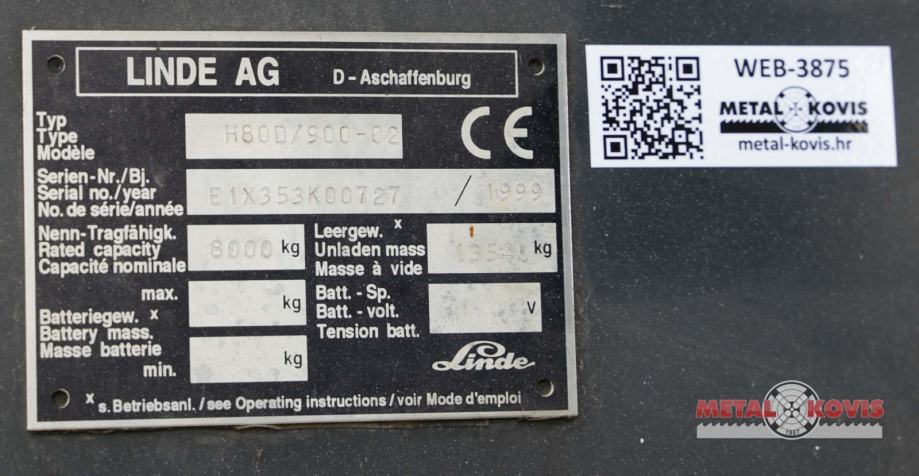 LINDE AG D - Aschaffenburg
Typ
Type
Modèle
H80D/900-02
CE
Serien-Nr./Bj.
Serial no./year
No. de série/année
E1X353K00727 / 1999
Nenn-Tragfähigk.
Rated capacity
Capacité nominale
8000 kg
Leergew. x
Unladen mass
Masse à vide
kg
max.
kg
Batteriegew. x
Battery mass.
Masse batterie
min.
kg
Batt. - Sp.
Batt. - volt.
Tension batt.
V
Linde
x s. Betriebsanl. / see Operating instructions / voir Mode d'emploi
WEB-3875
METAL KOVIS
metal-kovis.hr
METAL KOVIS
1967